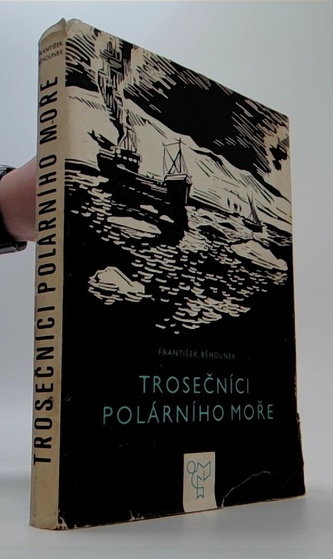 FRANTIŠEK
BĚHOUNEK
TROSEČNÍCI POLÁRNÍHO MOŘE
FRANTIŠEK BĚHOUNEK
TROSEČNÍCI
POLÁRNÍHO MOŘE